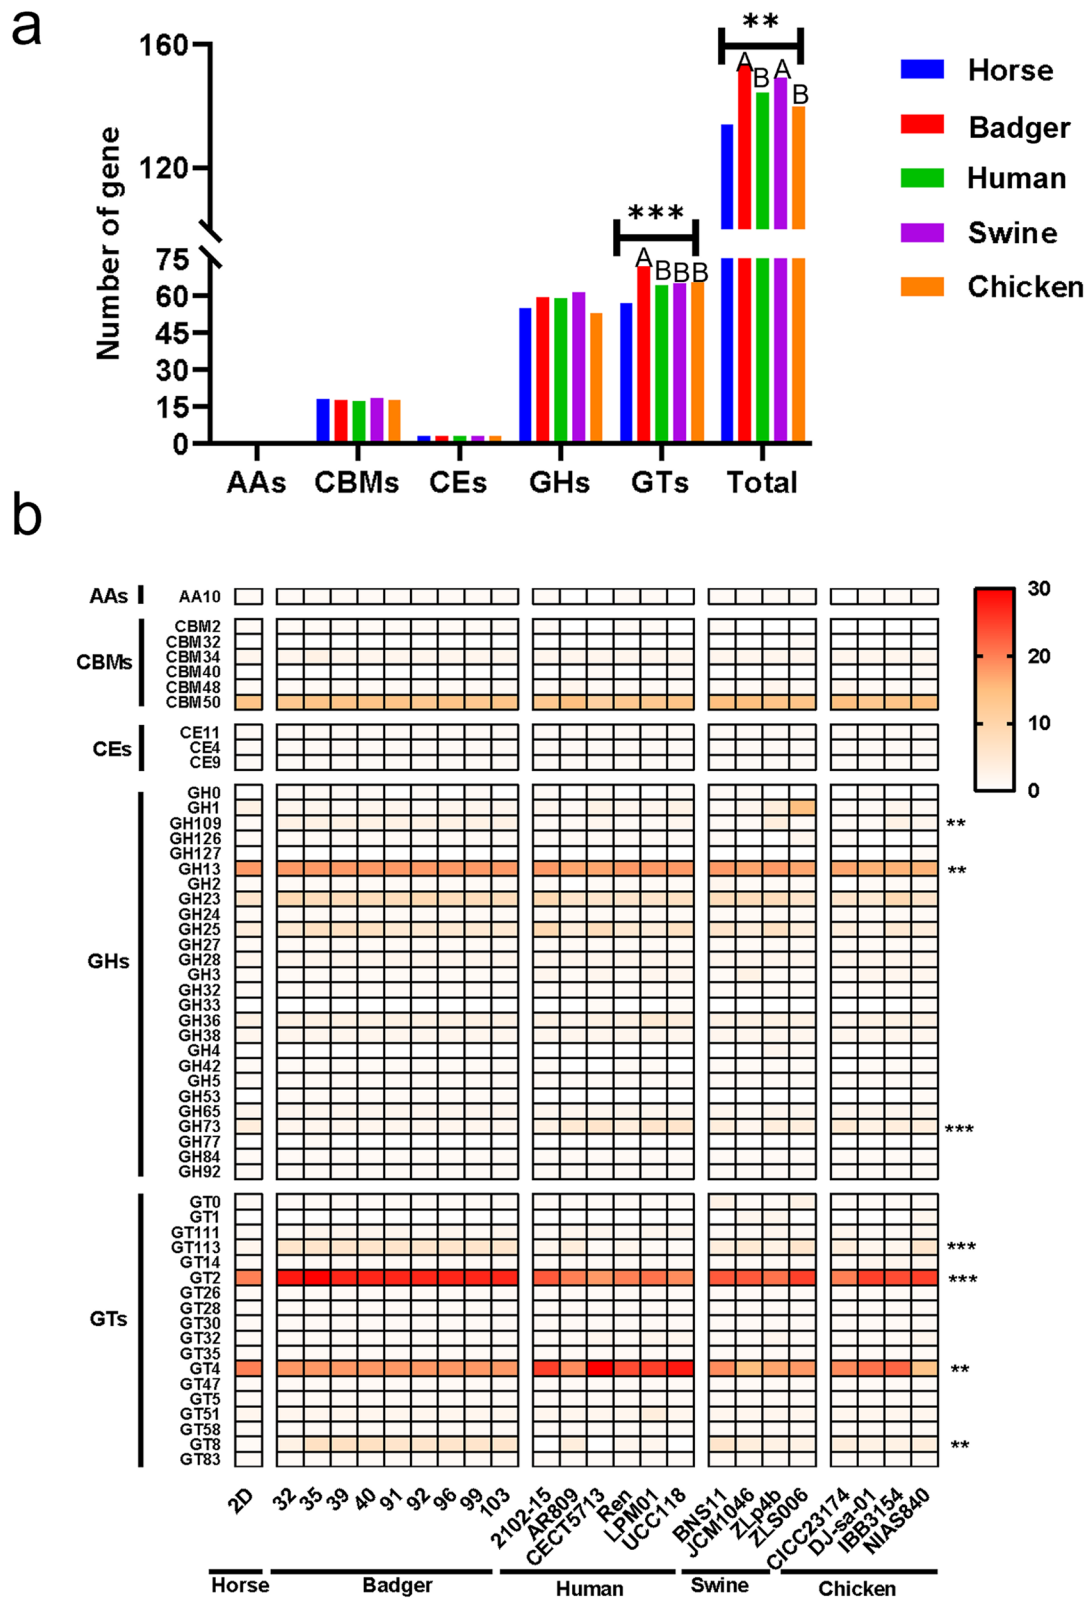 a
Number of gene
160
120
75
60
45
30
15
0
**
A
B
A
B
***
A
B
B
B
AAs CBMs CEs GHs GTs Total
Horse
Badger
Human
Swine
Chicken
b
AAs
AA10
CBMs
CBM2
CBM32
CBM34
CBM40
CBM48
CBM50
CEs
CE11
CE4
CE9
GHs
GH0
GH1
GH109 **
GH126
GH127
GH13 **
GH2
GH23
GH24
GH25
GH27
GH28
GH3
GH32
GH33
GH36
GH38
GH4
GH42
GH5
GH53
GH65
GH73 ***
GH77
GH84
GH92
GTs
GT0
GT1
GT111
GT113 ***
GT14
GT2 ***
GT26
GT28
GT30
GT32
GT35
GT4 **
GT47
GT5
GT51
GT58
GT8 **
GT83
30
20
10
0
2D 32 35 39 40 91 92 96 99 103 2102-15 AR809 CECT5713 Ren LPM01 UCC118 BNS11 JCM1046 ZLp4b ZLS006 CICC23174 DJ-sa-01 IBB3154 NIAS840
Horse Badger Human Swine Chicken